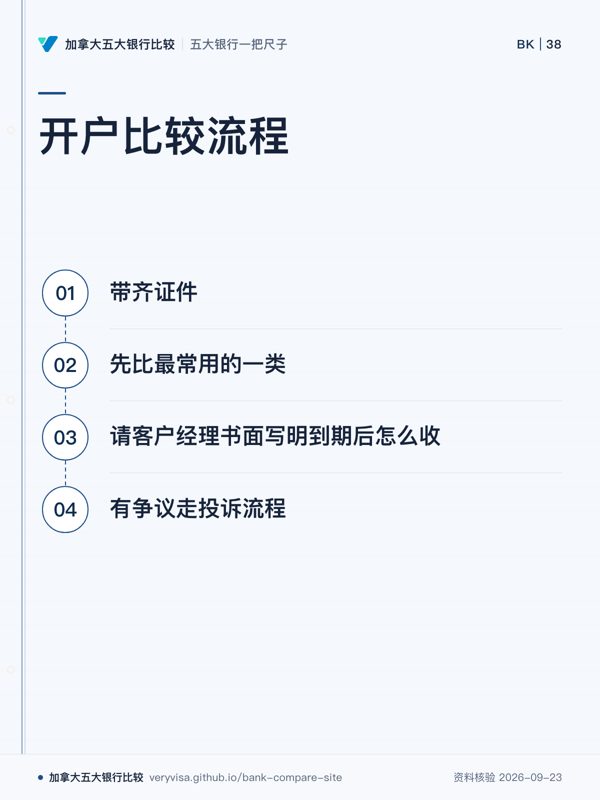 加拿大五大银行比较 | 五大银行一把尺子
BK | 38
开户比较流程
01 带齐证件
02 先比最常用的一类
03 请客户经理书面写明到期后怎么收
04 有争议走投诉流程
加拿大五大银行比较 veryvisa.github.io/bank-compare-site
资料核验 2026-09-23